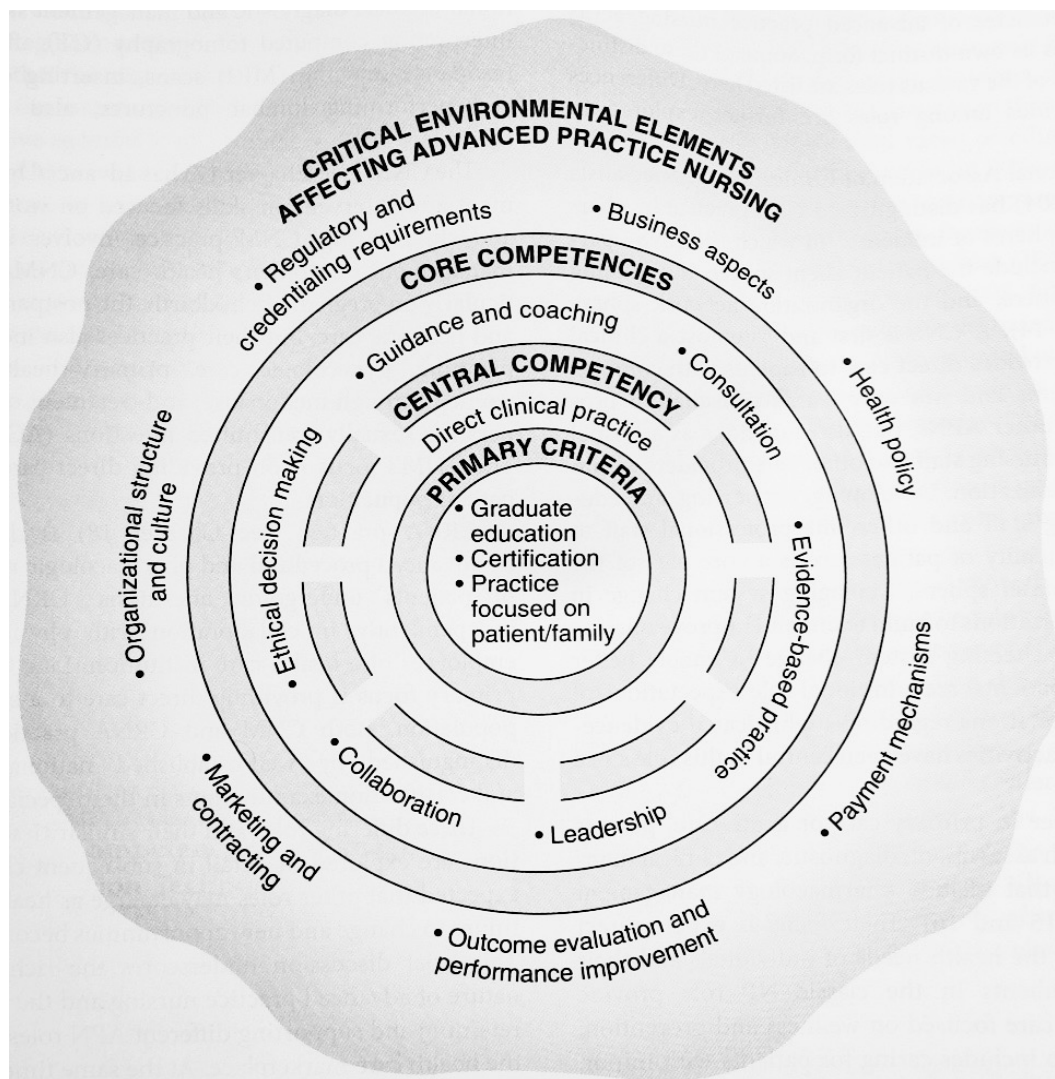 CRITICAL ENVIRONMENTAL ELEMENTS
AFFECTING ADVANCED PRACTICE NURSING
• Regulatory and
credentialing requirements
• Business aspects
• Health policy
• Payment mechanisms
• Outcome evaluation and
performance improvement
• Marketing and
contracting
• Organizational structure
and culture
CORE COMPETENCIES
• Guidance and coaching
• Consultation
• Evidence-based practice
• Leadership
• Collaboration
• Ethical decision making
CENTRAL COMPETENCY
Direct clinical practice
PRIMARY CRITERIA
• Graduate
education
• Certification
• Practice
focused on
patient/family